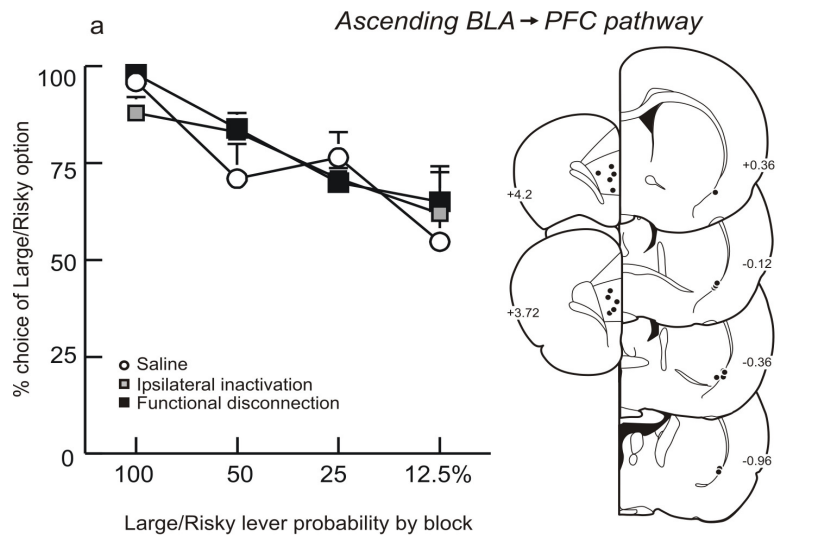 a
Ascending BLA→PFC pathway
% choice of Large/Risky option
100
75
50
25
0
Saline
Ipsilateral inactivation
Functional disconnection
100 50 25 12.5%
Large/Risky lever probability by block
+4.2
+3.72
+0.36
-0.12
-0.36
-0.96